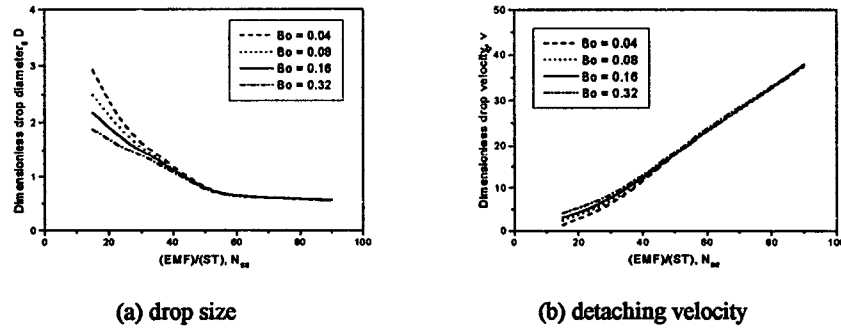 Dimensionless drop diameter, D
4
3
2
1
0
Bo = 0.04
Bo = 0.08
Bo = 0.16
Bo = 0.32
0 20 40 60 80 100
(EMF)/(ST),
(a) drop size
Dimensionless drop velocity, v
50
40
30
20
10
0
Bo = 0.04
Bo = 0.08
Bo = 0.16
Bo = 0.32
0 20 40 60 80 100
(EMF)/(ST),
(b) detaching velocity